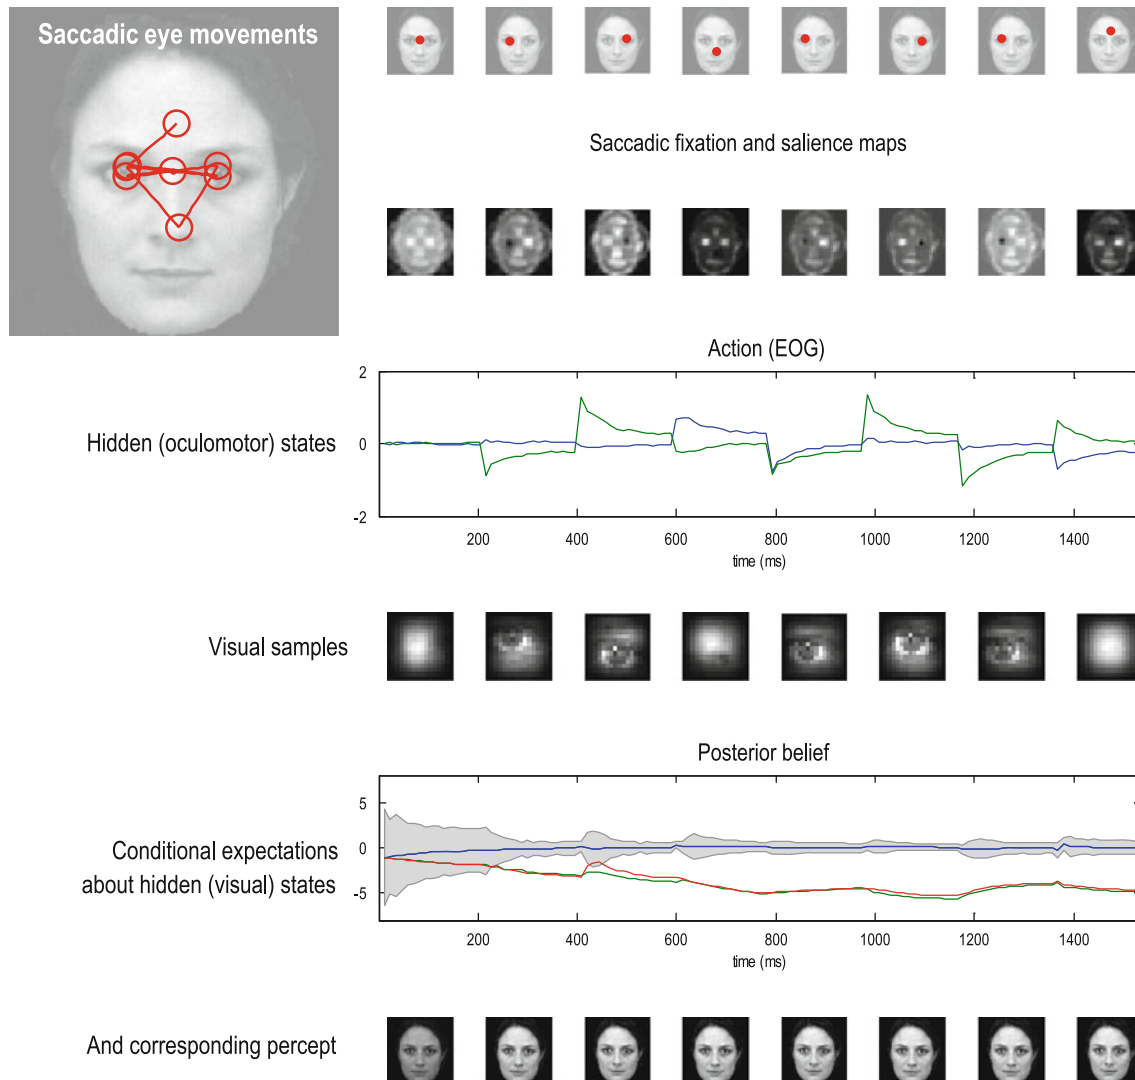 Saccadic eye movements
Saccadic fixation and salience maps
Action (EOG)
Hidden (oculomotor) states
2
0
-2
200 400 600 800 1000 1200 1400
time (ms)
Visual samples
Posterior belief
Conditional expectations
about hidden (visual) states
5
0
-5
200 400 600 800 1000 1200 1400
time (ms)
And corresponding percept